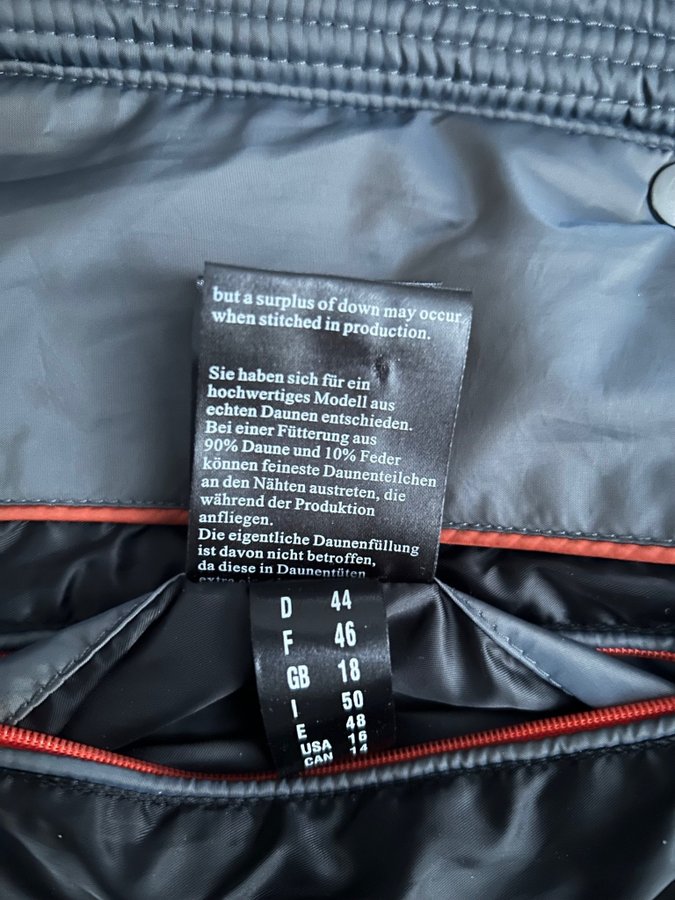 but a surplus of down may occur
when stitched in production.
Sie haben sich für ein
hochwertiges Modell aus
echten Daunen entschieden.
Bei einer Fütterung aus
90% Daune und 10% Feder
können feineste Daunenteilchen
an den Nähten austreten, die
während der Produktion
anfliegen.
Die eigentliche Daunenfüllung
ist davon nicht betroffen,
da diese in Daunentüten
D 44
F 46
GB 18
I 50
E 48
USA 16
CAN 14